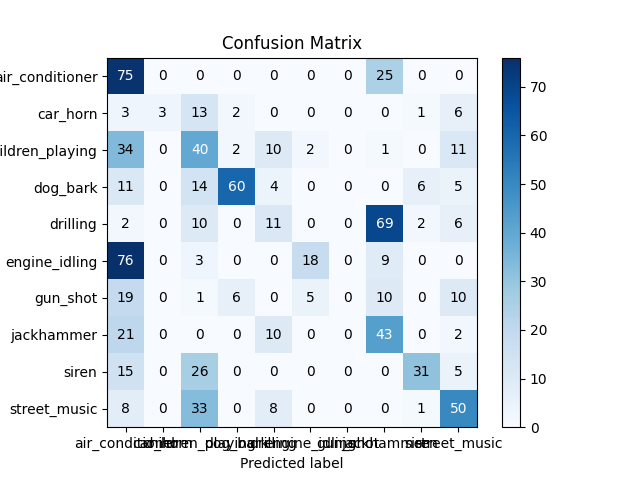 Confusion Matrix
air_conditioner 75 0 0 0 0 0 0 25 0 0
car_horn 3 3 13 2 0 0 0 0 1 6
ildren_playing 34 0 40 2 10 2 0 1 0 11
dog_bark 11 0 14 60 4 0 0 0 6 5
drilling 2 0 10 0 11 0 0 69 2 6
engine_idling 76 0 3 0 0 18 0 9 0 0
gun_shot 19 0 1 6 0 5 0 10 0 10
jackhammer 21 0 0 0 10 0 0 43 0 2
siren 15 0 26 0 0 0 0 0 31 5
street_music 8 0 33 0 8 0 0 0 1 50
Predicted label
70
60
50
40
30
20
10
0